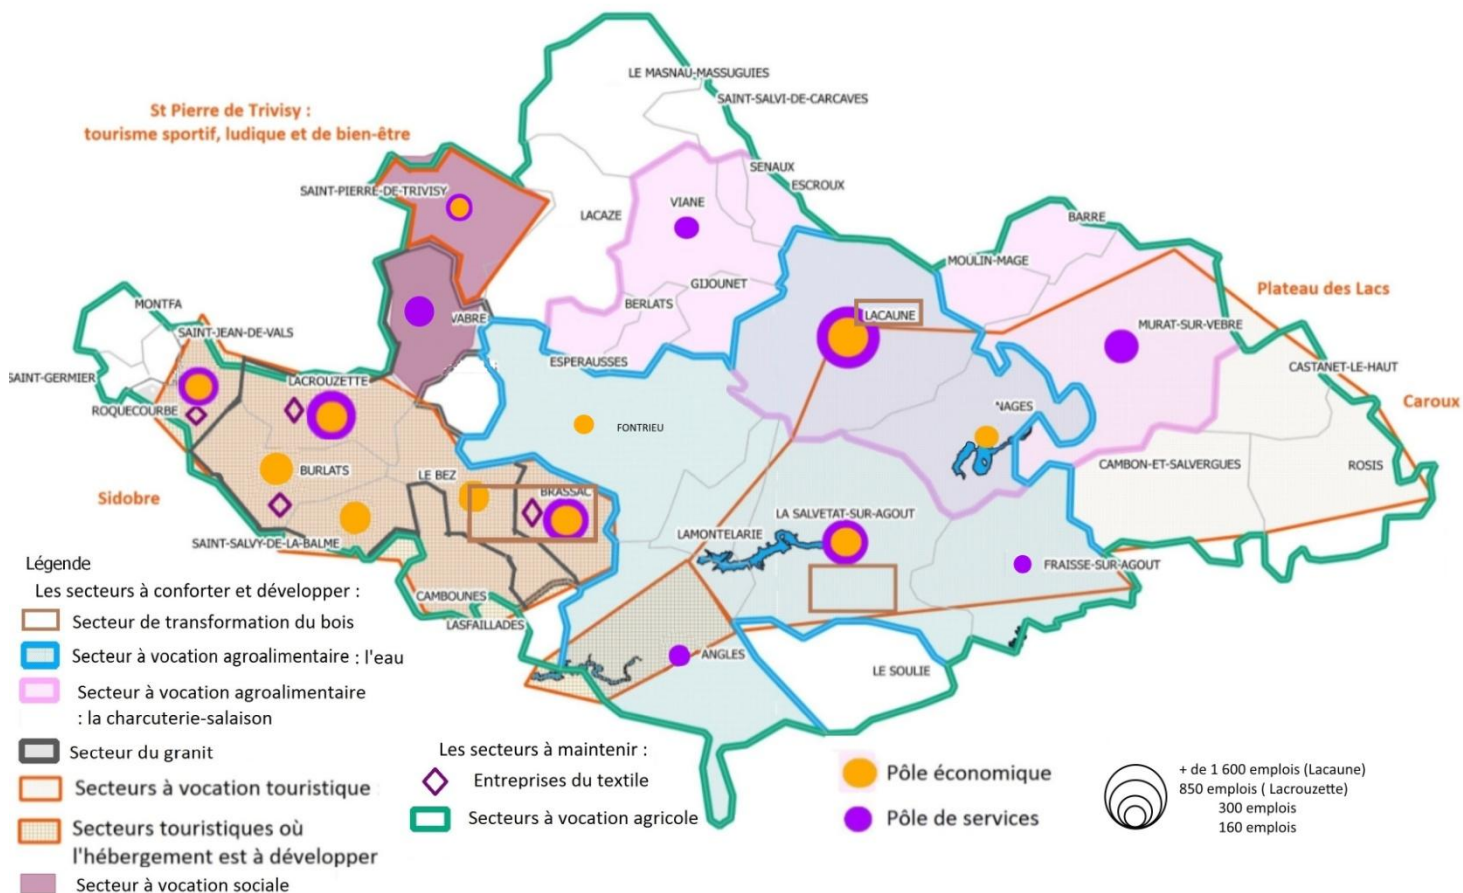 LE MASNAU-MASSUGUIES
SAINT-SALVI-DE-CARCAVES
St Pierre de Trivisy :
tourisme sportif, ludique et de bien-être
SENAUX
ESCROUX
SAINT-PIERRE-DE-TRIVISY
LACAZE
VIANE
BARRE
MOULIN-MAGE
GIJOUNET
BERLATS
Plateau des Lacs
MONTFA
VABRE
LACAUNE
MURAT-SUR-VEBRE
SAINT-JEAN-DE-VALS
ESPERAUSSES
CASTANET-LE-HAUT
SAINT-GERMIER
LACROUZETTE
Caroux
ROQUECOURBE
NAGES
FONTRIEU
BURLATS
LE BEZ
CAMBON-ET-SALVERGUES
ROSIS
Sidobre
BRASSAC
LA SALVETAT-SUR-AGOUT
LAMONTELARIE
SAINT-SALVY-DE-LA-BALME
FRAISSE-SUR-AGOUT
CAMBOUNES
LASFAILLADES
ANGLES
LE SOULIE
Légende
Les secteurs à conforter et développer :
Secteur de transformation du bois
Secteur à vocation agroalimentaire : l'eau
Secteur à vocation agroalimentaire
: la charcuterie-salaison
Secteur du granit
Secteurs à vocation touristique
Secteurs touristiques où
l'hébergement est à développer
Secteur à vocation sociale
Les secteurs à maintenir :
Entreprises du textile
Secteurs à vocation agricole
Pôle économique
Pôle de services
+ de 1 600 emplois (Lacaune)
850 emplois ( Lacrouzette)
300 emplois
160 emplois